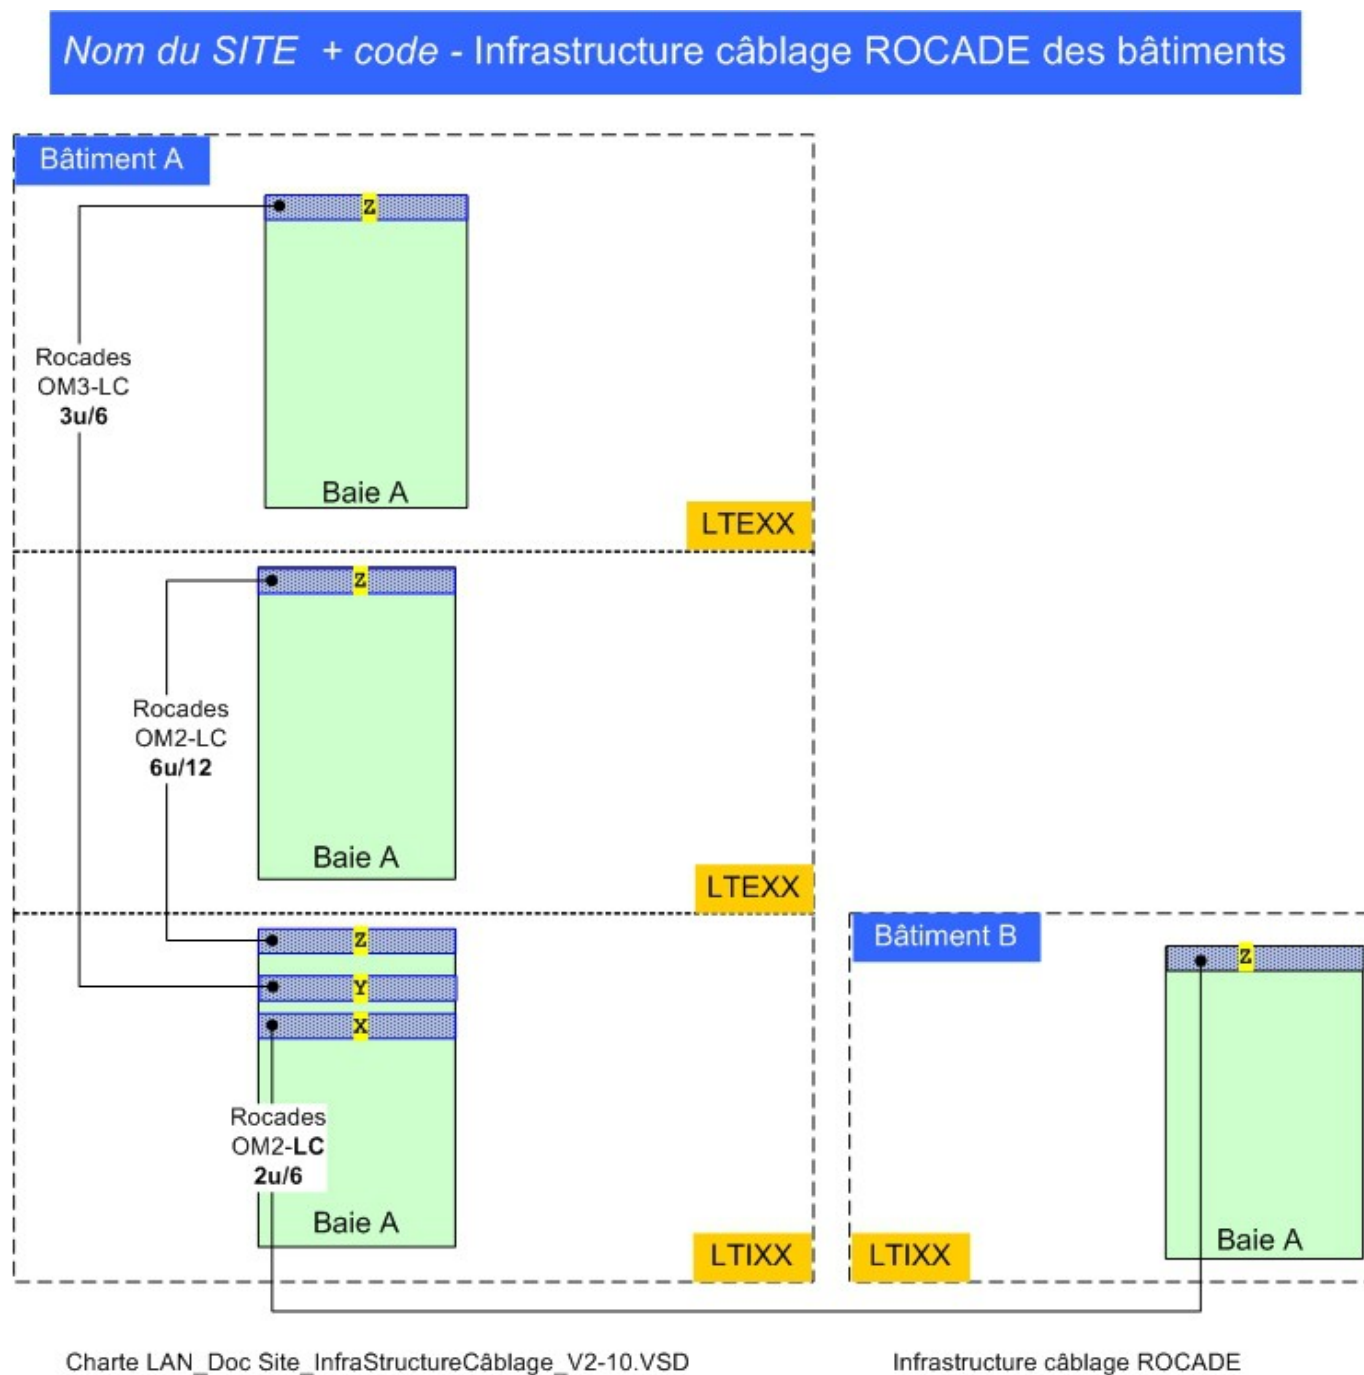 Nom du SITE + code - Infrastructure câblage ROCADE des bâtiments
Bâtiment A
Z
Rocades
OM3-LC
3u/6
Baie A
LTEXX
Z
Rocades
OM2-LC
6u/12
Baie A
LTEXX
Z
Y
X
Rocades
OM2-LC
2u/6
Baie A
LTIXX
Bâtiment B
Z
Baie A
LTIXX
Charte LAN_Doc Site_InfraStructureCâblage_V2-10.VSD
Infrastructure câblage ROCADE